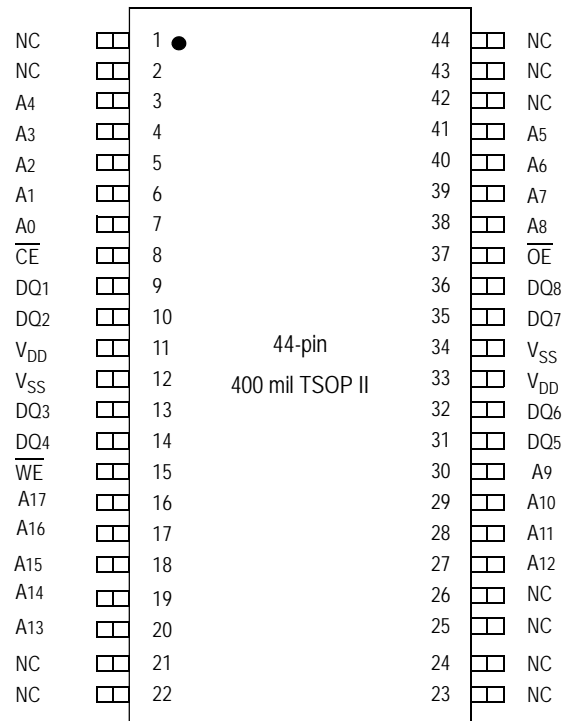 NC 1 44 NC
NC 2 43 NC
A4 3 42 NC
A3 4 41 A5
A2 5 40 A6
A1 6 39 A7
A0 7 38 A8
C̅E̅ 8 37 O̅E̅
DQ1 9 36 DQ8
DQ2 10 35 DQ7
VDD 11 44-pin 34 VSS
VSS 12 400 mil TSOP II 33 VDD
DQ3 13 32 DQ6
DQ4 14 31 DQ5
W̅E̅ 15 30 A9
A17 16 29 A10
A16 17 28 A11
A15 18 27 A12
A14 19 26 NC
A13 20 25 NC
NC 21 24 NC
NC 22 23 NC